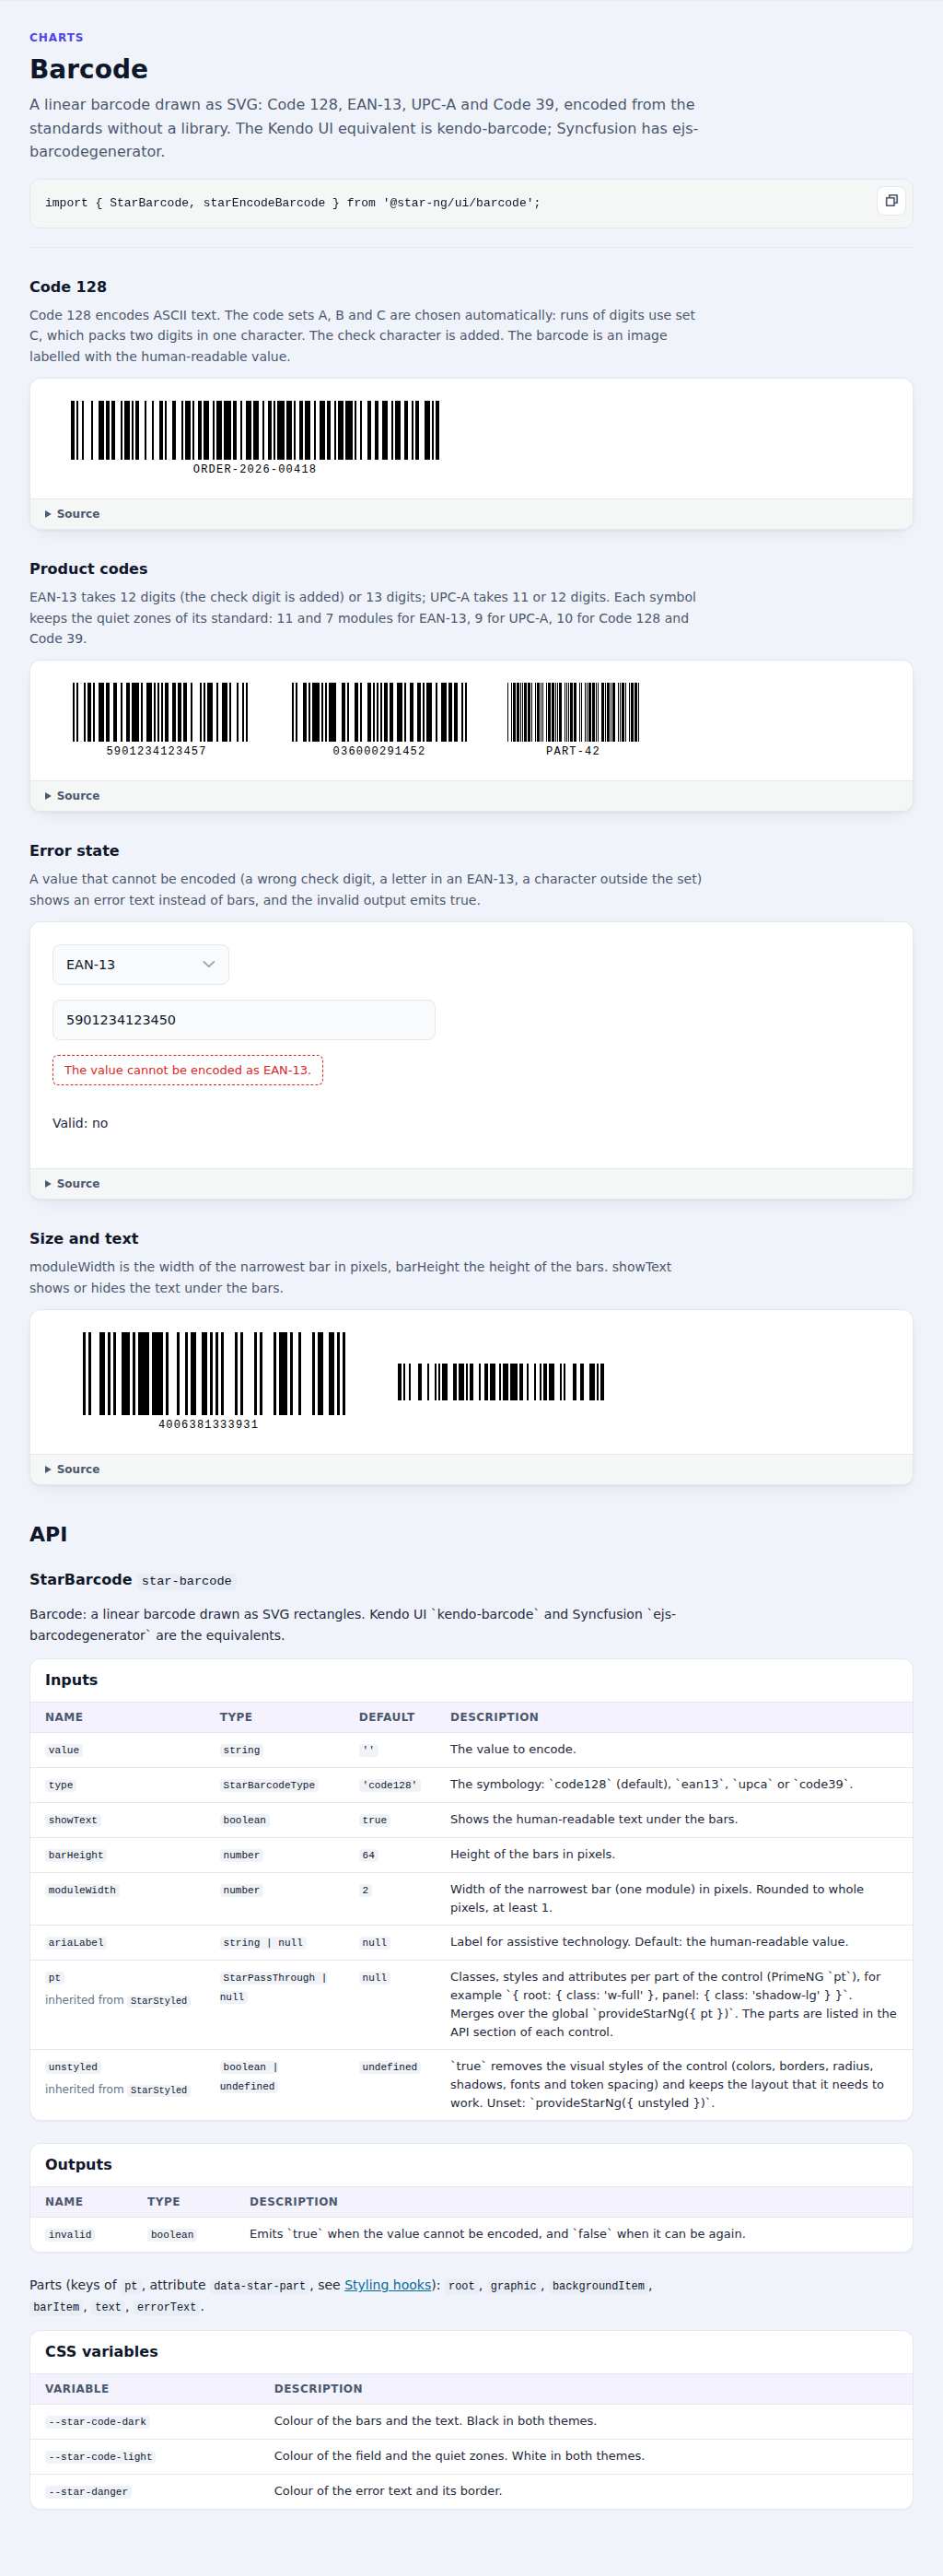 CHARTS
Barcode
A linear barcode drawn as SVG: Code 128, EAN-13, UPC-A and Code 39, encoded from the
standards without a library. The Kendo UI equivalent is kendo-barcode; Syncfusion has ejs-
barcodegenerator.
import { StarBarcode, starEncodeBarcode } from '@star-ng/ui/barcode';
Code 128
Code 128 encodes ASCII text. The code sets A, B and C are chosen automatically: runs of digits use set
C, which packs two digits in one character. The check character is added. The barcode is an image
labelled with the human-readable value.
ORDER-2026-00418
Source
Product codes
EAN-13 takes 12 digits (the check digit is added) or 13 digits; UPC-A takes 11 or 12 digits. Each symbol
keeps the quiet zones of its standard: 11 and 7 modules for EAN-13, 9 for UPC-A, 10 for Code 128 and
Code 39.
5901234123457 036000291452 PART-42
Source
Error state
A value that cannot be encoded (a wrong check digit, a letter in an EAN-13, a character outside the set)
shows an error text instead of bars, and the invalid output emits true.
EAN-13
5901234123450
The value cannot be encoded as EAN-13.
Valid: no
Source
Size and text
moduleWidth is the width of the narrowest bar in pixels, barHeight the height of the bars. showText
shows or hides the text under the bars.
4006381333931
Source
API
StarBarcode star-barcode
Barcode: a linear barcode drawn as SVG rectangles. Kendo UI `kendo-barcode` and Syncfusion `ejs-
barcodegenerator` are the equivalents.
Inputs
NAME TYPE DEFAULT DESCRIPTION
value string '' The value to encode.
type StarBarcodeType 'code128' The symbology: `code128` (default), `ean13`, `upca` or `code39`.
showText boolean true Shows the human-readable text under the bars.
barHeight number 64 Height of the bars in pixels.
moduleWidth number 2 Width of the narrowest bar (one module) in pixels. Rounded to whole
pixels, at least 1.
ariaLabel string | null null Label for assistive technology. Default: the human-readable value.
pt StarPassThrough | null Classes, styles and attributes per part of the control (PrimeNG `pt`), for
inherited from StarStyled null example `{ root: { class: 'w-full' }, panel: { class: 'shadow-lg' } }`.
Merges over the global `provideStarNg({ pt })`. The parts are listed in the
API section of each control.
unstyled boolean | undefined `true` removes the visual styles of the control (colors, borders, radius,
inherited from StarStyled undefined shadows, fonts and token spacing) and keeps the layout that it needs to
work. Unset: `provideStarNg({ unstyled })`.
Outputs
NAME TYPE DESCRIPTION
invalid boolean Emits `true` when the value cannot be encoded, and `false` when it can be again.
Parts (keys of pt , attribute data-star-part , see Styling hooks): root , graphic , backgroundItem ,
barItem , text , errorText .
CSS variables
VARIABLE DESCRIPTION
--star-code-dark Colour of the bars and the text. Black in both themes.
--star-code-light Colour of the field and the quiet zones. White in both themes.
--star-danger Colour of the error text and its border.